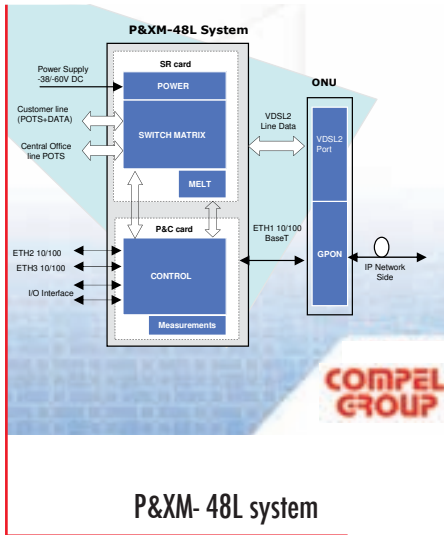 P&XM-48L System
SR card
Power Supply
-38/-60V DC
POWER
ONU
Customer line
(POTS+DATA)
SWITCH MATRIX
VDSL2
Line Data
VDSL2
Port
Central Office
line POTS
MELT
P&C card
ETH1 10/100
BaseT
GPON
ETH2 10/100
ETH3 10/100
CONTROL
IP Network
Side
I/O Interface
Measurements
COMPEL
GROUP
P&XM- 48L system